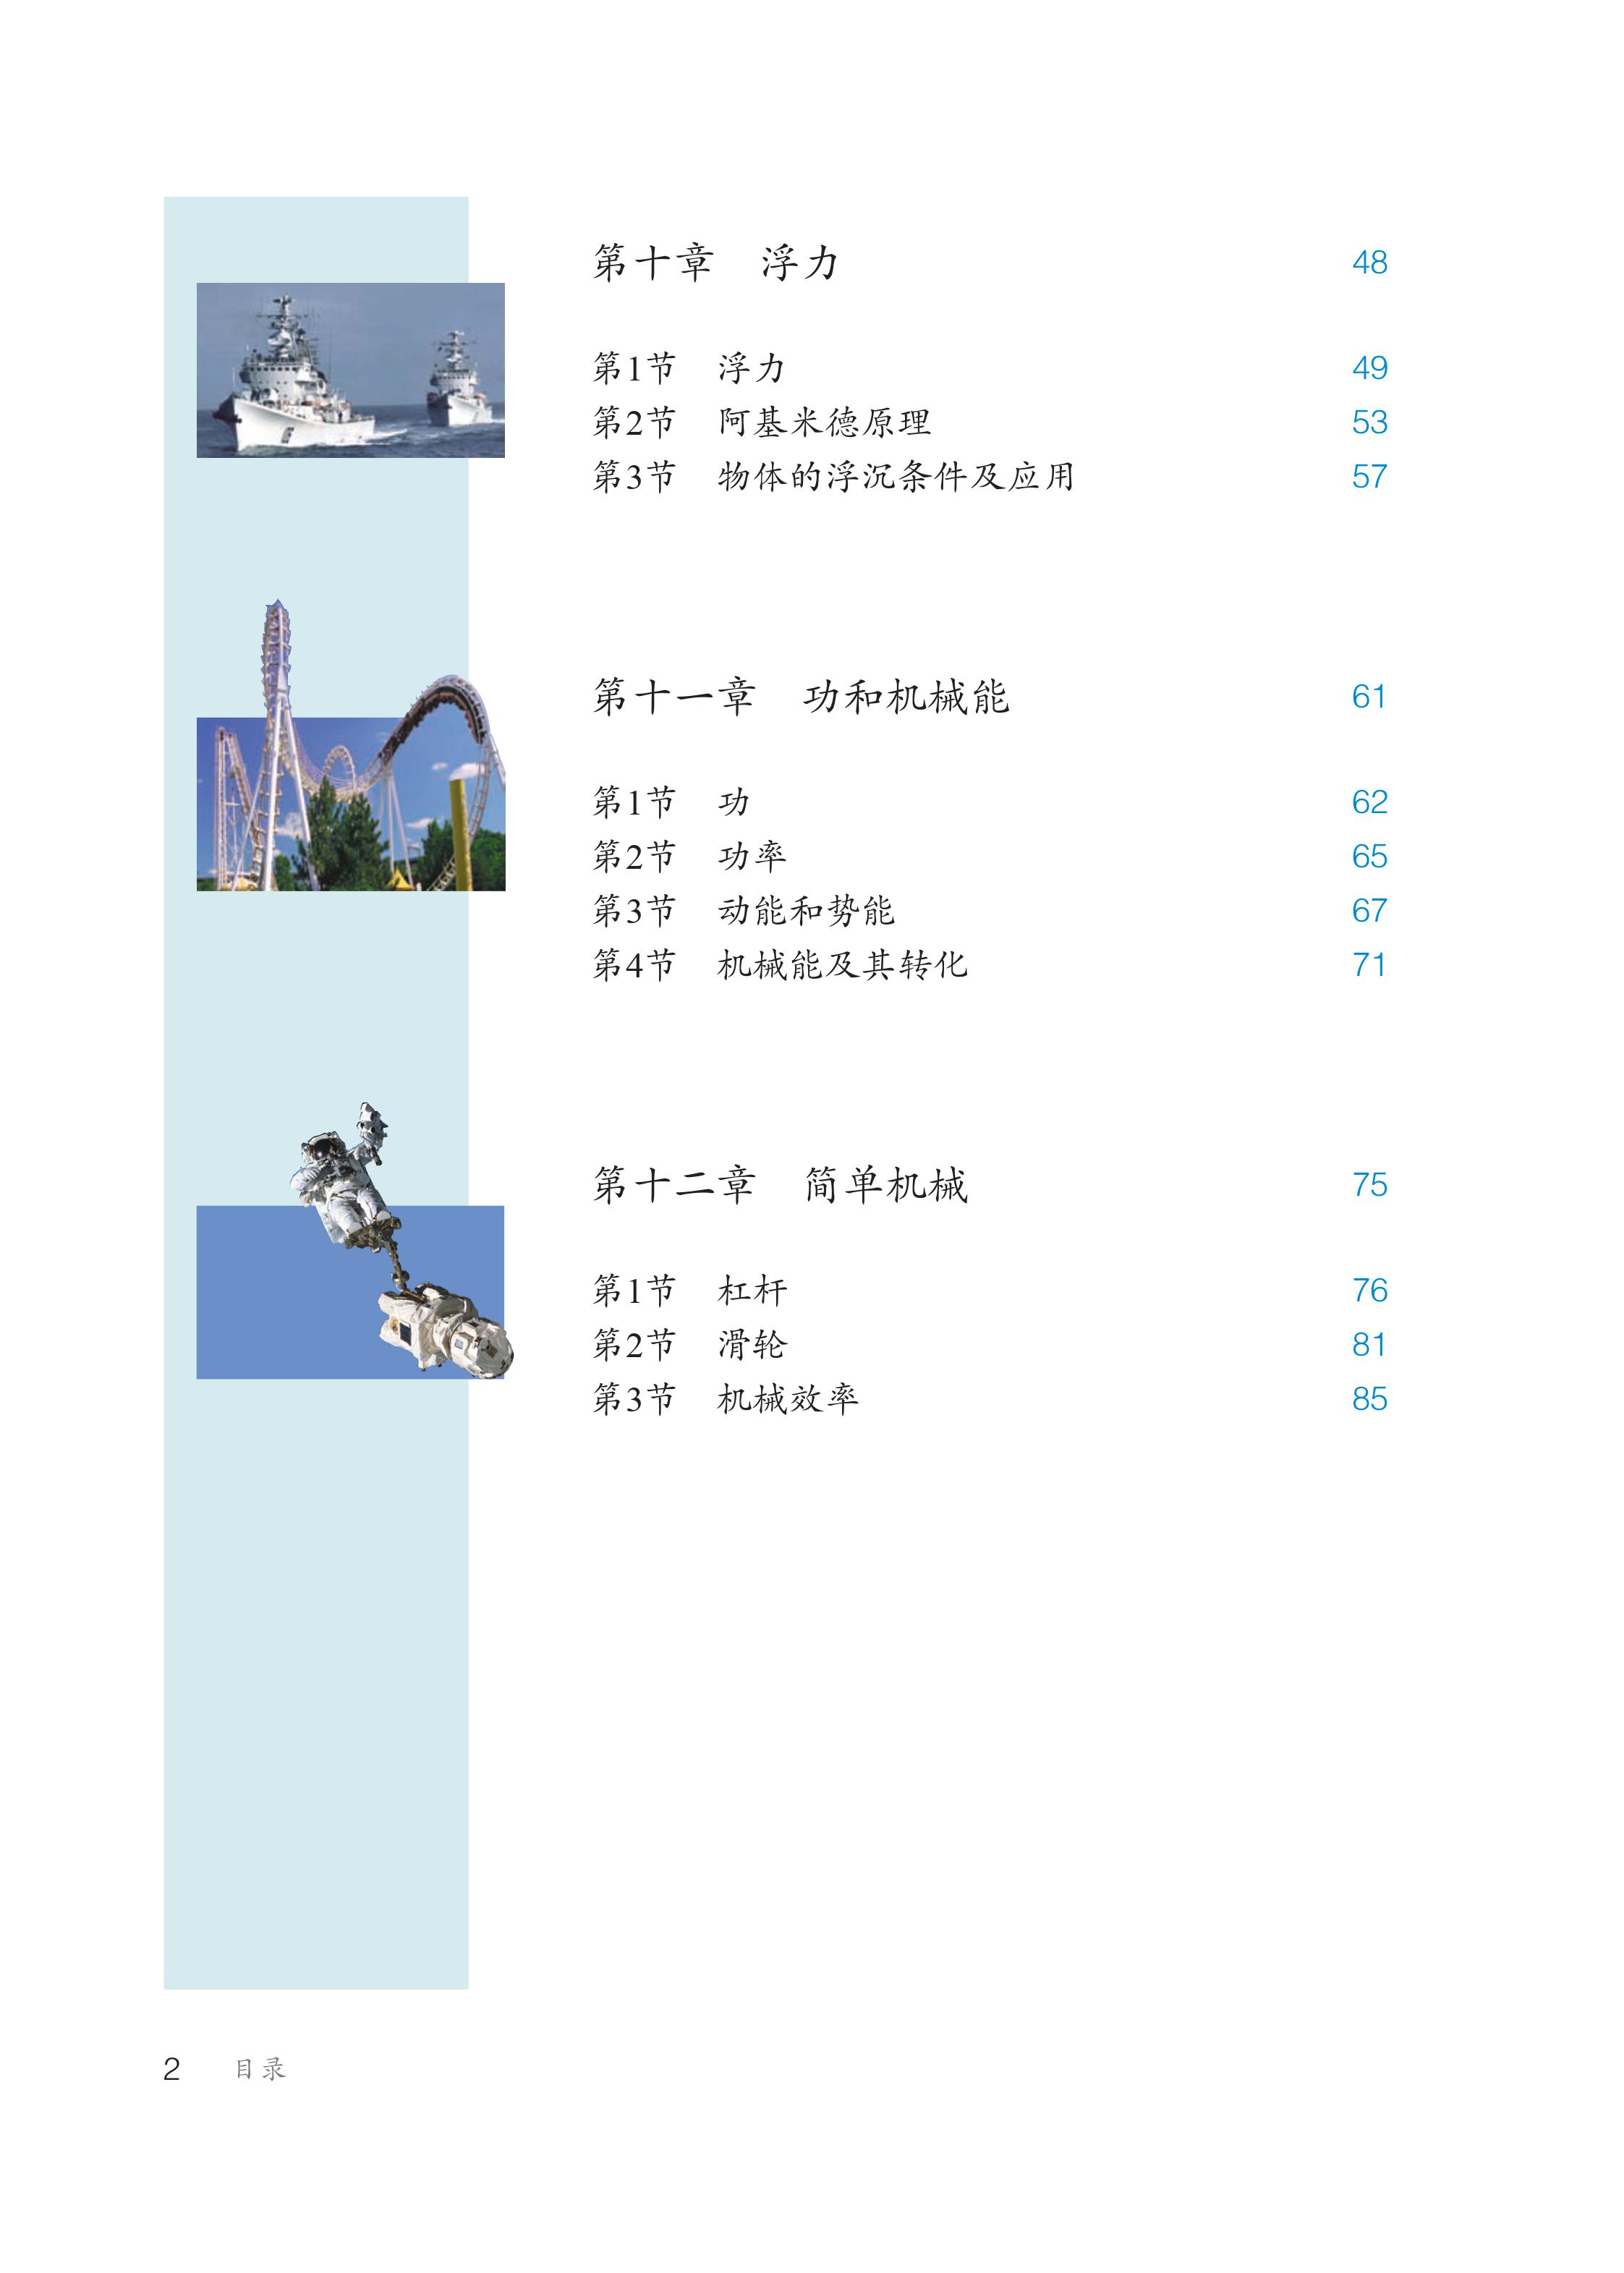 第十章 浮力 48
第1节 浮力 49
第2节 阿基米德原理 53
第3节 物体的浮沉条件及应用 57
第十一章 功和机械能 61
第1节 功 62
第2节 功率 65
第3节 动能和势能 67
第4节 机械能及其转化 71
第十二章 简单机械 75
第1节 杠杆 76
第2节 滑轮 81
第3节 机械效率 85
2 目录